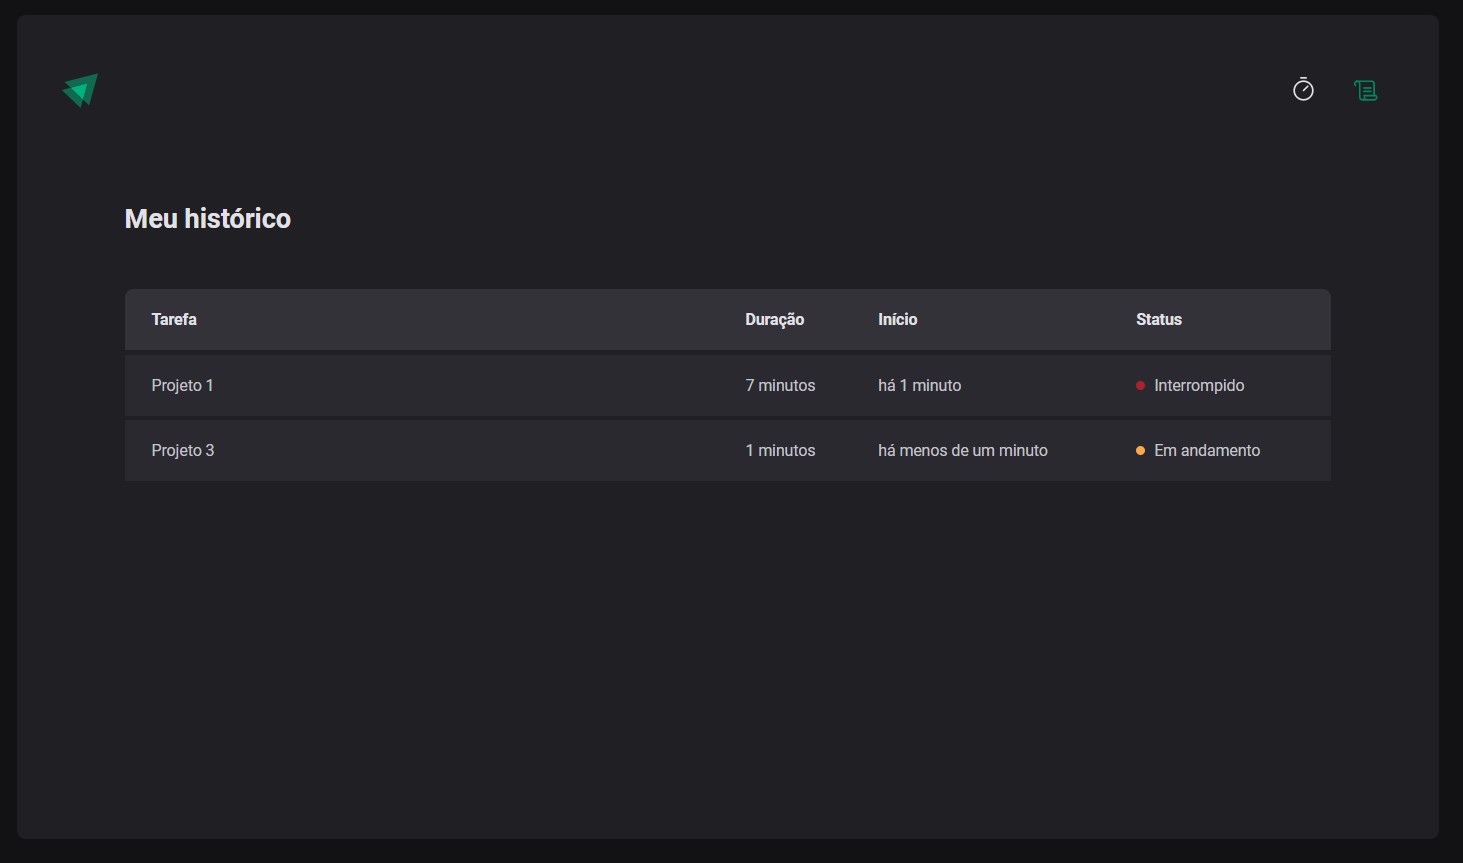 Meu histórico
Tarefa Duração Início Status
Projeto 1 7 minutos há 1 minuto Interrompido
Projeto 3 1 minutos há menos de um minuto Em andamento